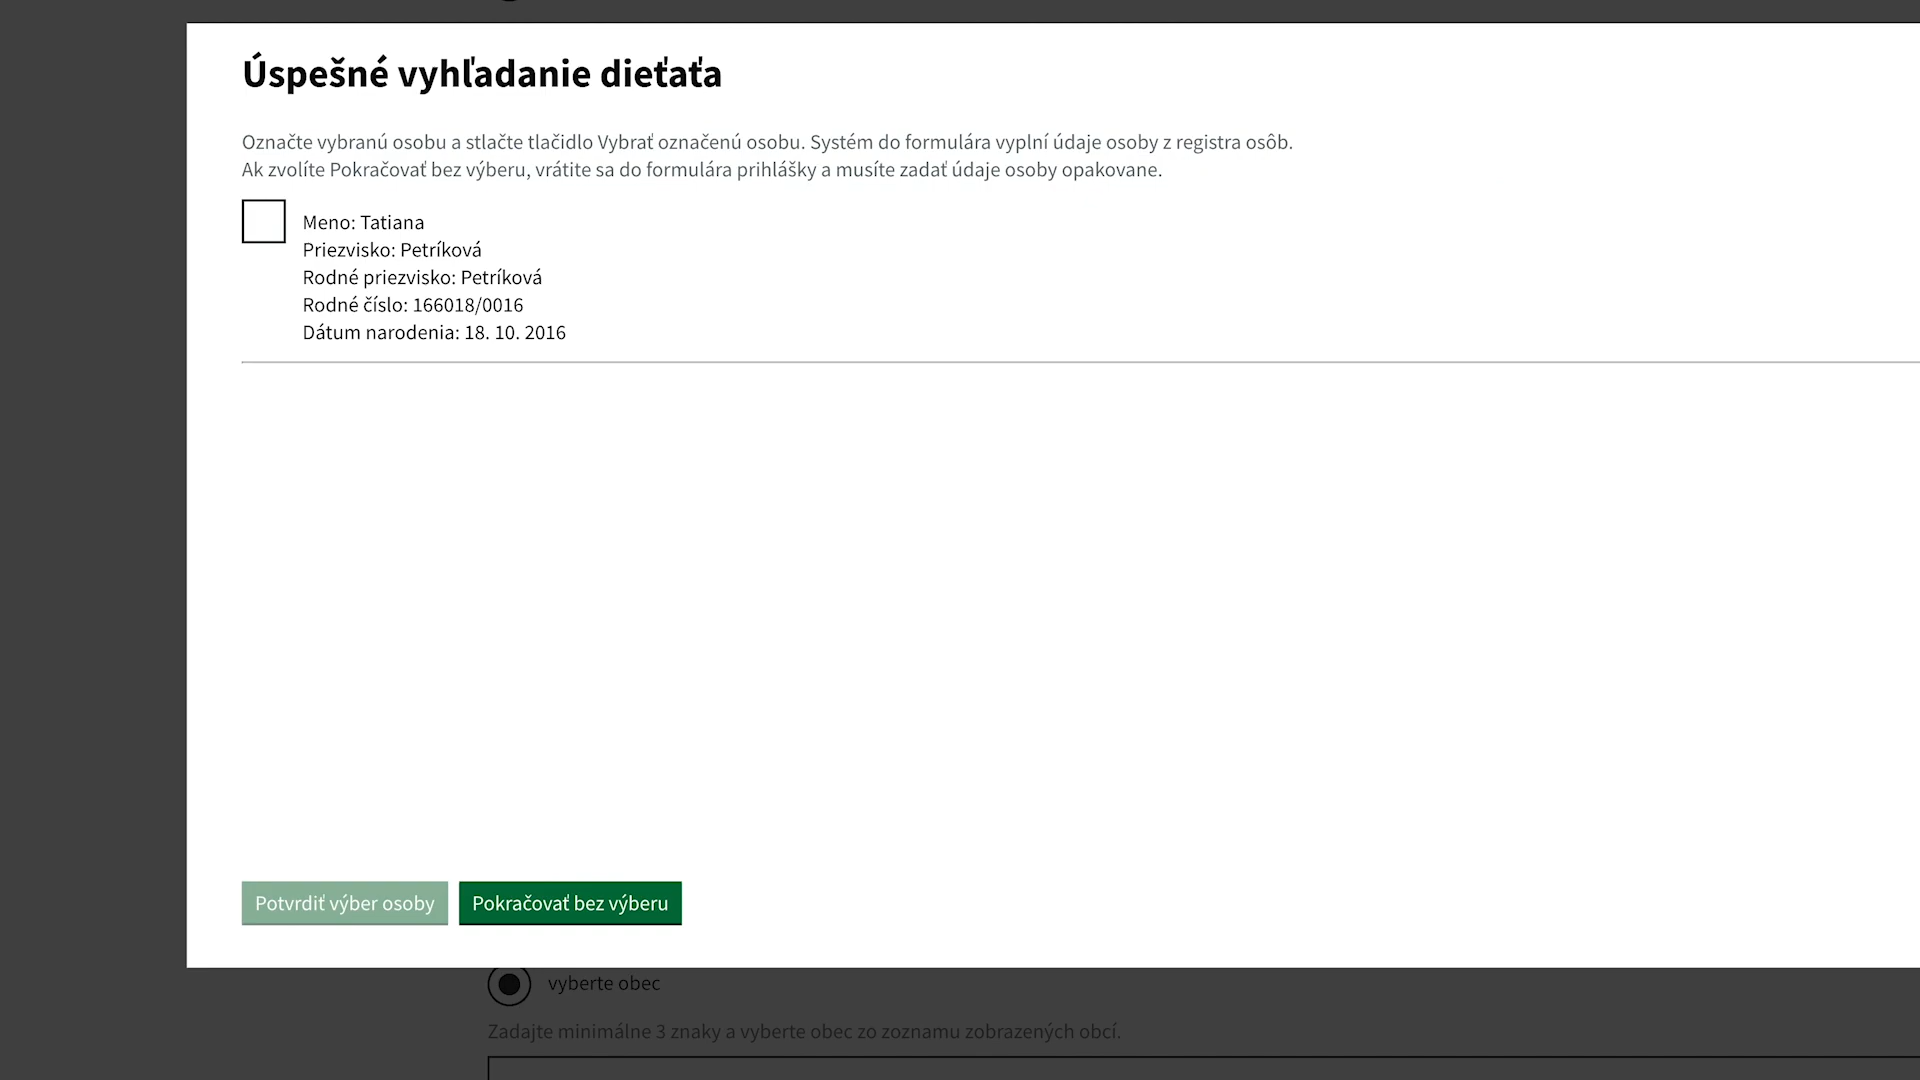 Úspešné vyhľadanie dieťaťa
Označte vybranú osobu a stlačte tlačidlo Vybrať označenú osobu. Systém do formulára vyplní údaje osoby z registra osôb.
Ak zvolíte Pokračovať bez výberu, vrátite sa do formulára prihlášky a musíte zadať údaje osoby opakovane.
Meno: Tatiana
Priezvisko: Petríková
Rodné priezvisko: Petríková
Rodné číslo: 166018/0016
Dátum narodenia: 18. 10. 2016
Potvrdiť výber osoby
Pokračovať bez výberu
vyberte obec
Zadajte minimálne 3 znaky a vyberte obec zo zoznamu zobrazených obcí.